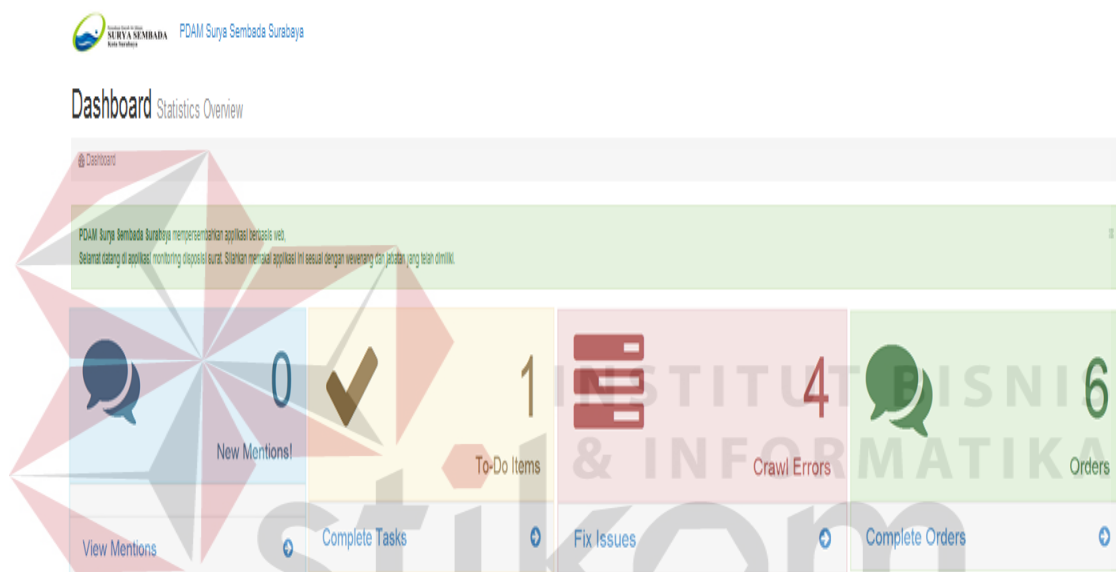 SURYA SEMBADA
Kota Surabaya
PDAM Surya Sembada Surabaya
Dashboard Statistics Overview
Dashboard
PDAM Surya Sembada Surabaya mempersembahkan applikasi berbasis web,
Selamat datang di applikasi monitoring disposisi surat. Silahkan memakai applikasi ini sesuai dengan wewenang dan jabatan yang telah dimiliki.
0
New Mentions!
View Mentions
1
To-Do Items
Complete Tasks
4
Crawl Errors
Fix Issues
6
Orders
Complete Orders
INSTITUT BISNIS
& INFORMATIKA
stikom